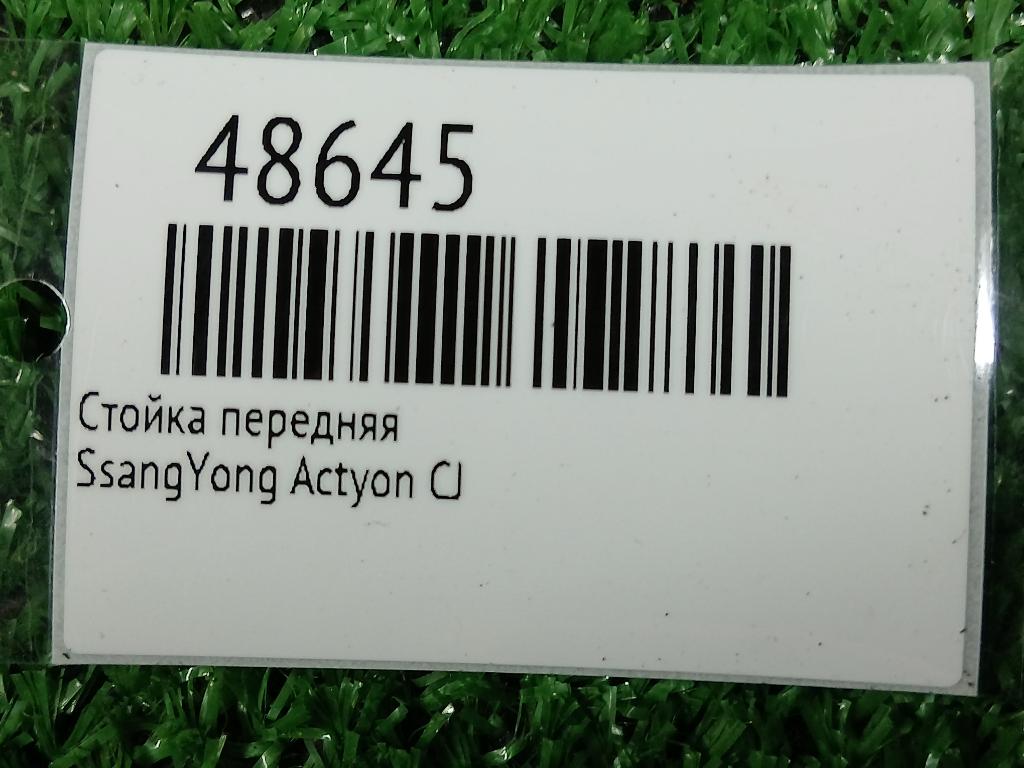 48645
Стойка передняя
SsangYong Actyon CJ